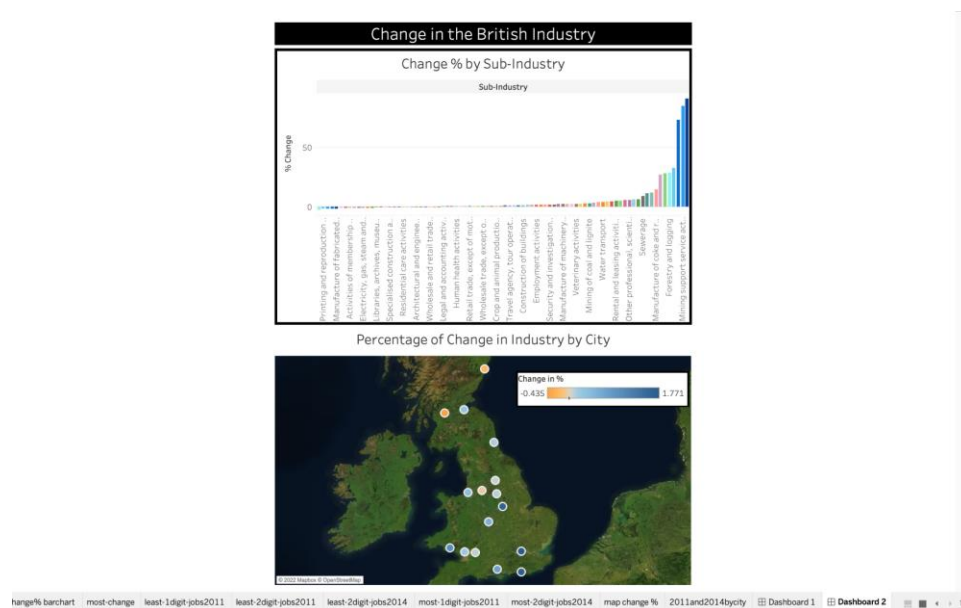 Change in the British Industry
Change % by Sub-Industry
Sub-Industry
% Change
50
0
Printing and reproduction ..
Manufacture of fabricated..
Activities of membership ..
Electricity, gas, steam and..
Libraries, archives, museu..
Specialised construction a..
Residential care activities
Architectural and enginee..
Wholesale and retail trade..
Legal and accounting activ..
Human health activities
Retail trade, except of mot..
Wholesale trade, except o..
Crop and animal productio..
Travel agency, tour operat..
Construction of buildings
Employment activities
Security and investigation..
Manufacture of machinery ..
Veterinary activities
Mining of coal and lignite
Water transport
Rental and leasing activiti..
Other professional, scienti..
Sewerage
Manufacture of coke and r..
Forestry and logging
Mining support service act..
Percentage of Change in Industry by City
Change in %
-0.435 1.771
© 2022 Mapbox © OpenStreetMap
hange% barchart most-change least-1digit-jobs2011 least-2digit-jobs2011 least-2digit-jobs2014 most-1digit-jobs2011 most-2digit-jobs2014 map change % 2011and2014bycity Dashboard 1 Dashboard 2